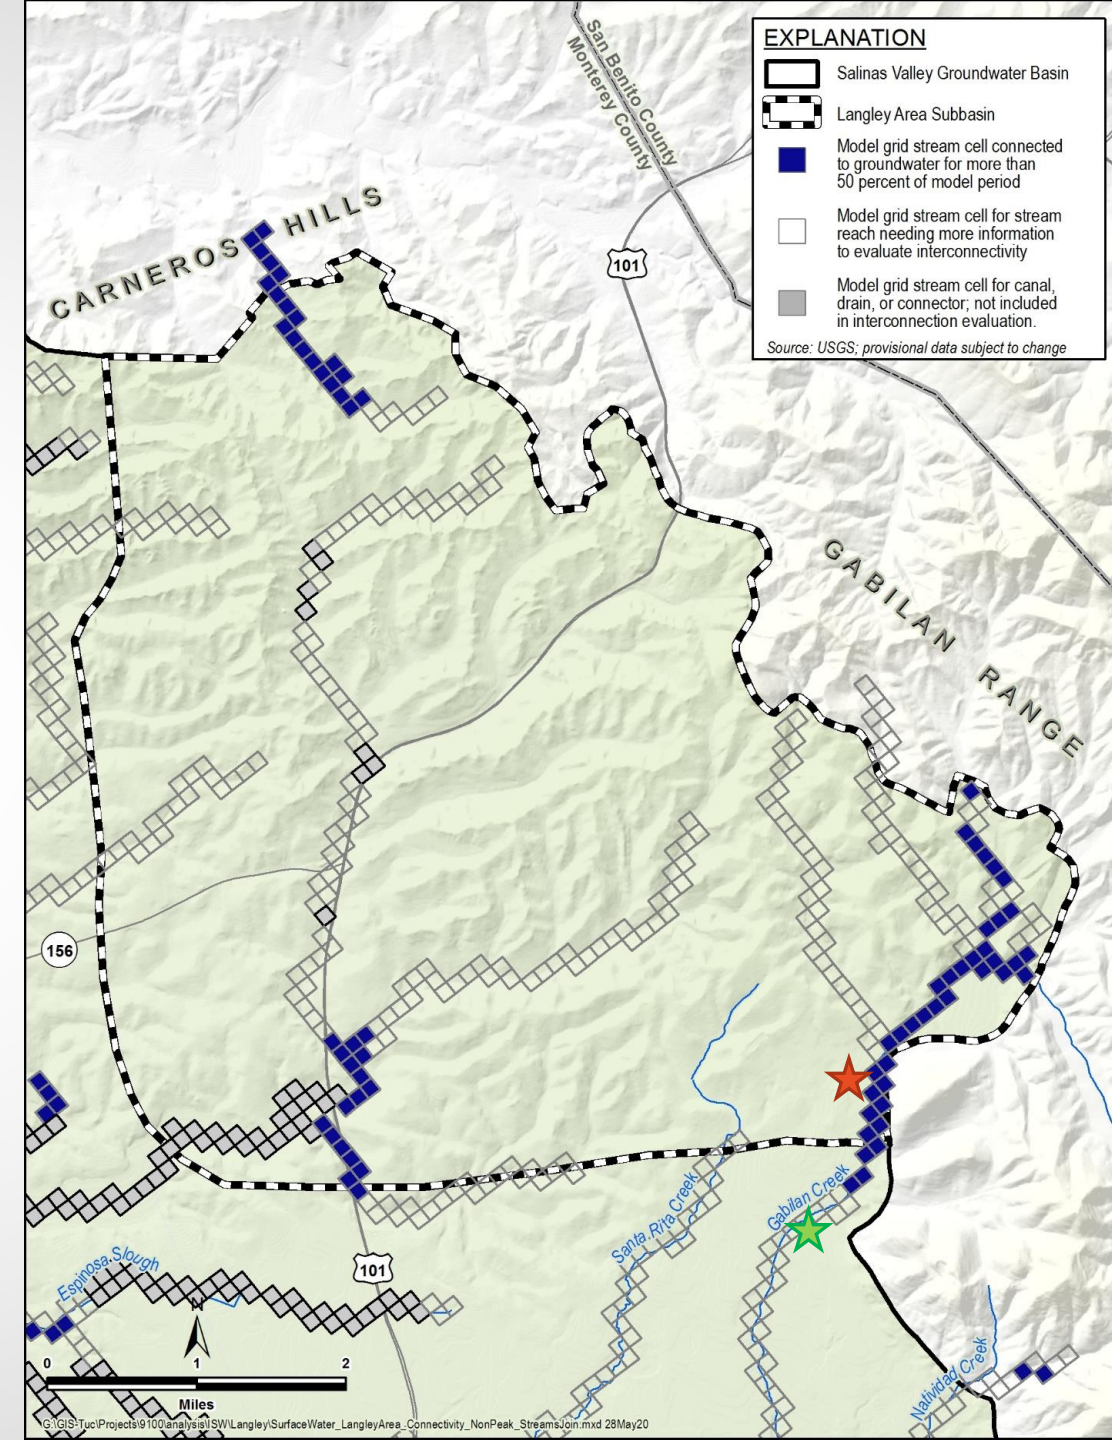 EXPLANATION
Salinas Valley Groundwater Basin
Langley Area Subbasin
Model grid stream cell connected
to groundwater for more than
50 percent of model period
Model grid stream cell for stream
reach needing more information
to evaluate interconnectivity
Model grid stream cell for canal,
drain, or connector; not included
in interconnection evaluation.
Source: USGS; provisional data subject to change
San Benito County
Monterey County
CARNEROS HILLS
101
GABILAN RANGE
156
Gabilan Creek
Santa Rita Creek
Espinosa Slough
101
N
Natividad Creek
0 1 2
Miles
G:\GIS-Tuc\Projects\9100\analysis\ISW\Langley\SurfaceWater_LangleyArea_Connectivity_NonPeak_StreamsJoin.mxd 28May20